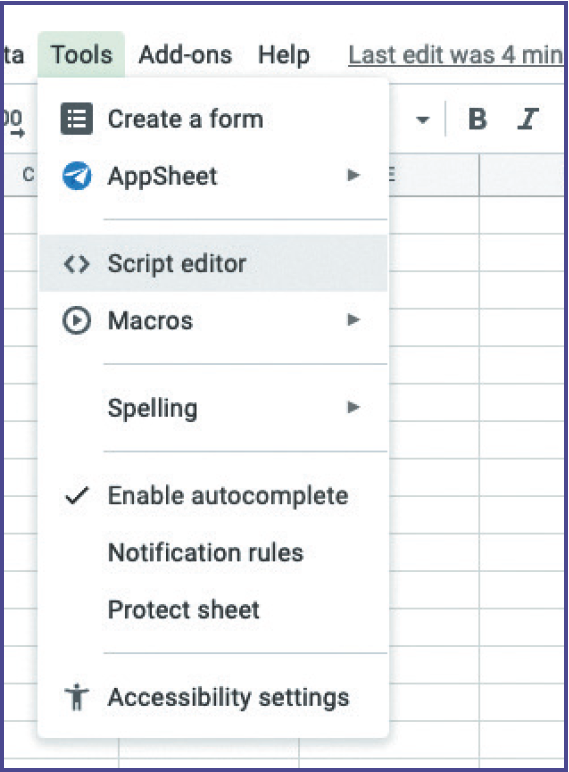 ta Tools Add-ons Help Last edit was 4 min
Create a form
AppSheet
C E
Script editor
Macros
Spelling
Enable autocomplete
Notification rules
Protect sheet
Accessibility settings